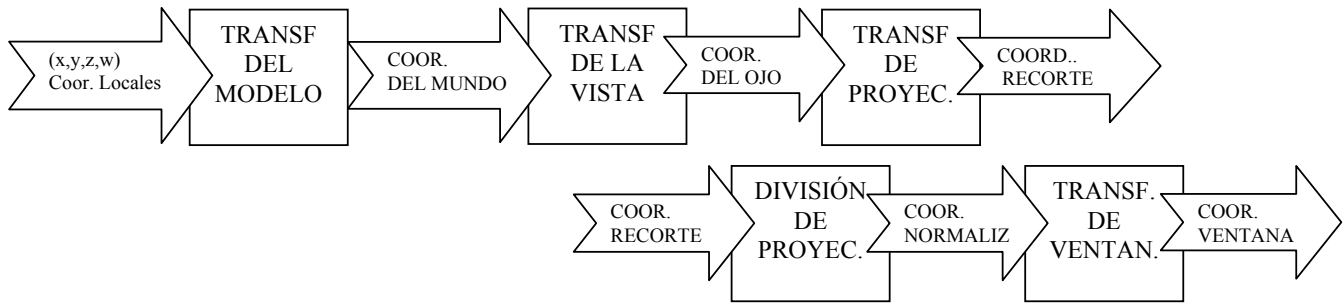 (x,y,z,w)
Coor. Locales
TRANSF
DEL
MODELO
COOR.
DEL MUNDO
TRANSF
DE LA
VISTA
COOR.
DEL OJO
TRANSF
DE
PROYEC.
COORD..
RECORTE
COOR.
RECORTE
DIVISIÓN
DE
PROYEC.
COOR.
NORMALIZ
TRANSF.
DE
VENTAN.
COOR.
VENTANA